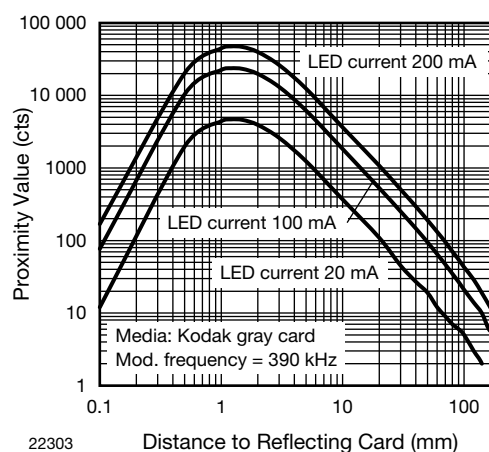 100 000
10 000
1000
100
10
1
Proximity Value (cts)
LED current 200 mA
LED current 100 mA
LED current 20 mA
Media: Kodak gray card
Mod. frequency = 390 kHz
0.1 1 10 100
22303 Distance to Reflecting Card (mm)